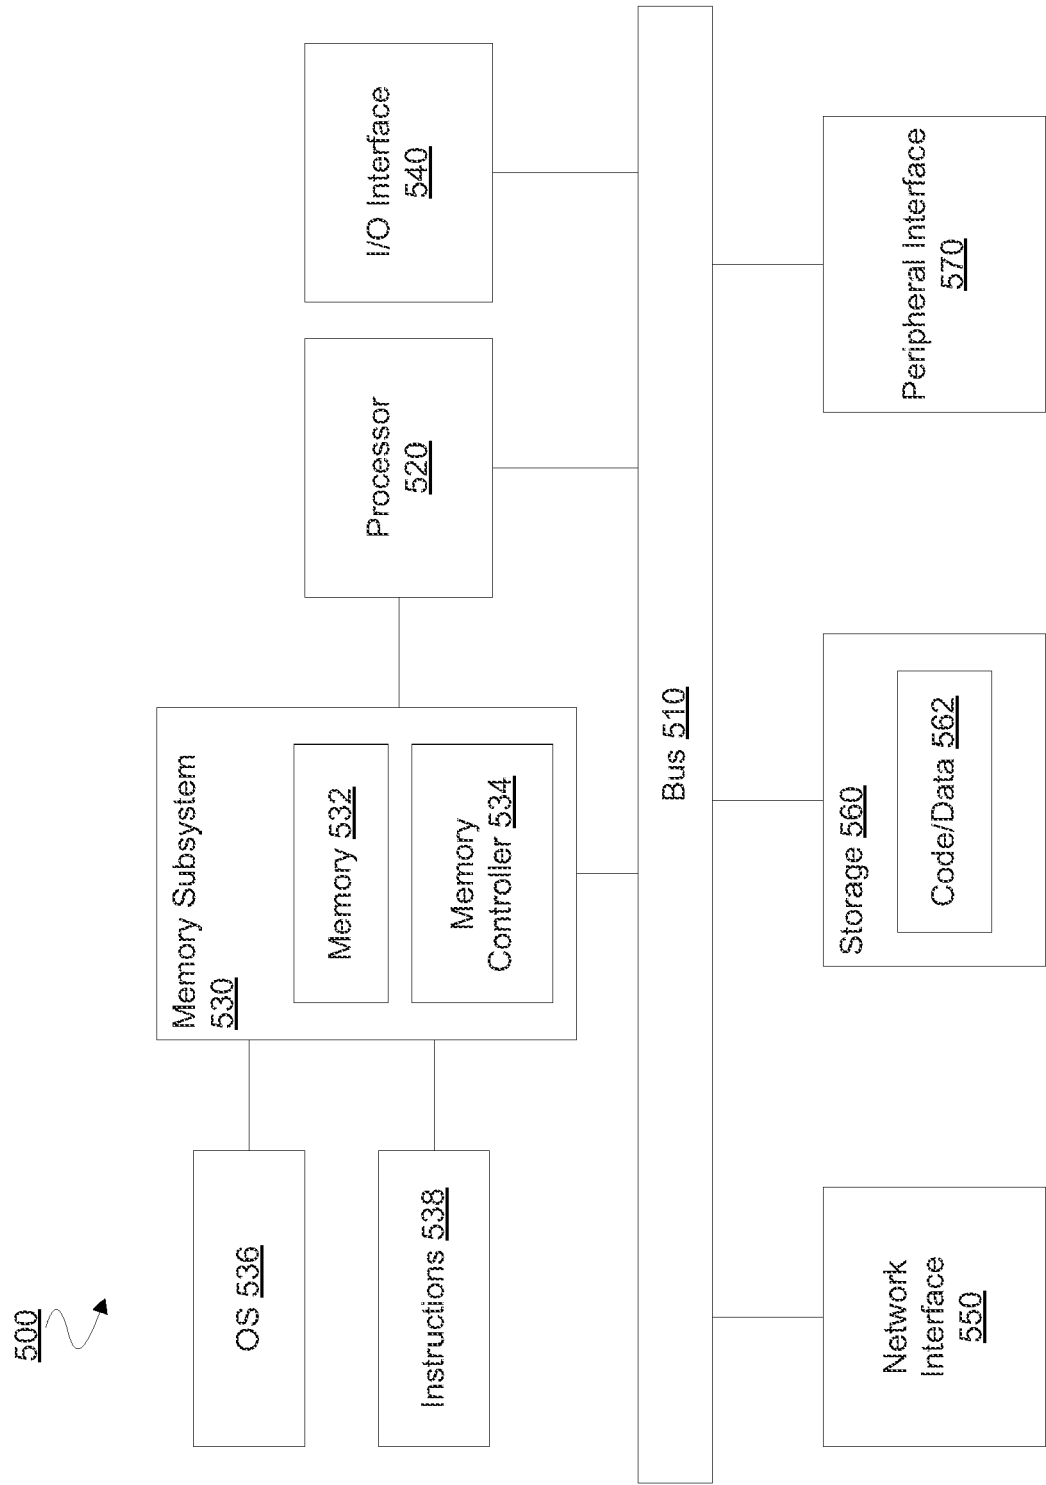 500
OS 536
Instructions 538
Memory Subsystem
530
Memory 532
Memory
Controller 534
Processor
520
I/O Interface
540
Bus 510
Network
Interface
550
Storage 560
Code/Data 562
Peripheral Interface
570